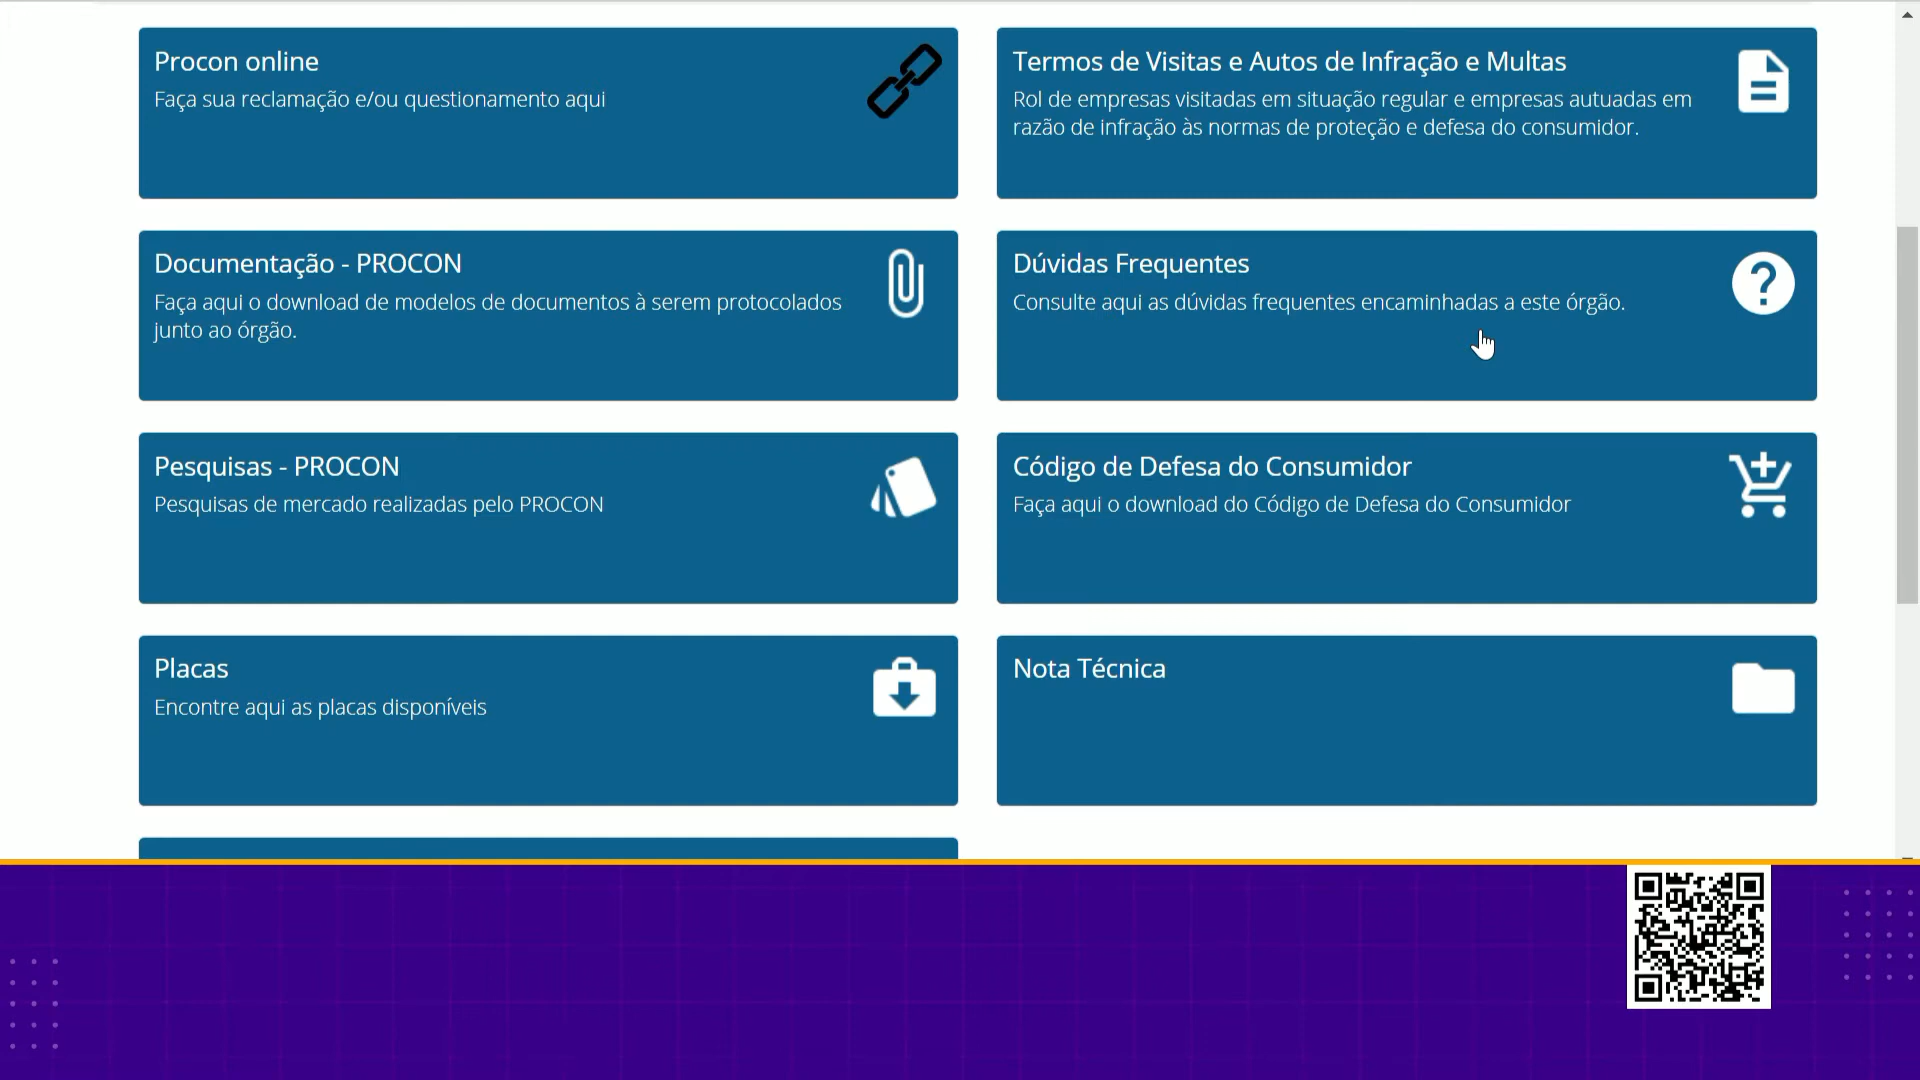 Procon online
Faça sua reclamação e/ou questionamento aqui
Termos de Visitas e Autos de Infração e Multas
Rol de empresas visitadas em situação regular e empresas autuadas em
razão de infração às normas de proteção e defesa do consumidor.
Documentação - PROCON
Faça aqui o download de modelos de documentos à serem protocolados
junto ao órgão.
Dúvidas Frequentes
Consulte aqui as dúvidas frequentes encaminhadas a este órgão.
Pesquisas - PROCON
Pesquisas de mercado realizadas pelo PROCON
Código de Defesa do Consumidor
Faça aqui o download do Código de Defesa do Consumidor
Placas
Encontre aqui as placas disponíveis
Nota Técnica